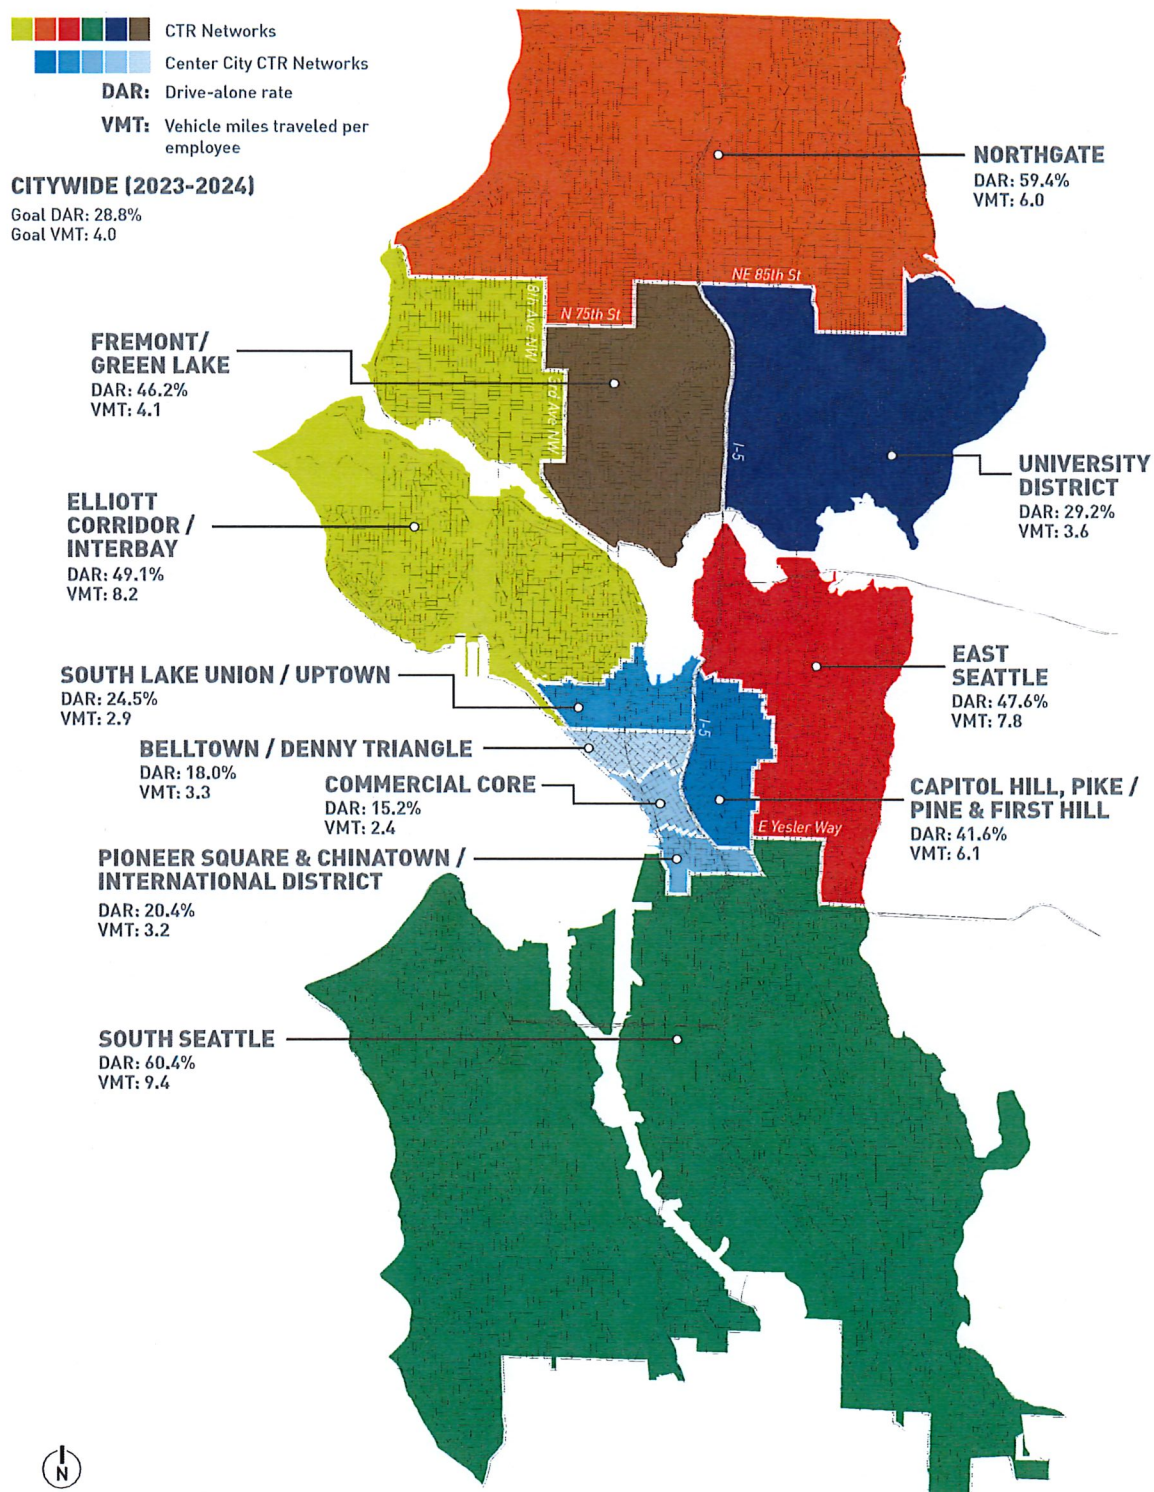 CTR Networks
Center City CTR Networks
DAR: Drive-alone rate
VMT: Vehicle miles traveled per
employee
CITYWIDE (2023-2024)
Goal DAR: 28.8%
Goal VMT: 4.0
NORTHGATE
DAR: 59.4%
VMT: 6.0
NE 85th St
N 75th St
8th Ave NW
3rd Ave NW
I-5
FREMONT/
GREEN LAKE
DAR: 46.2%
VMT: 4.1
UNIVERSITY
DISTRICT
DAR: 29.2%
VMT: 3.6
ELLIOTT
CORRIDOR /
INTERBAY
DAR: 49.1%
VMT: 8.2
EAST
SEATTLE
DAR: 47.6%
VMT: 7.8
SOUTH LAKE UNION / UPTOWN
DAR: 24.5%
VMT: 2.9
I-5
BELLTOWN / DENNY TRIANGLE
DAR: 18.0%
VMT: 3.3
COMMERCIAL CORE
DAR: 15.2%
VMT: 2.4
CAPITOL HILL, PIKE /
PINE & FIRST HILL
DAR: 41.6%
VMT: 6.1
E Yesler Way
PIONEER SQUARE & CHINATOWN /
INTERNATIONAL DISTRICT
DAR: 20.4%
VMT: 3.2
SOUTH SEATTLE
DAR: 60.4%
VMT: 9.4
N